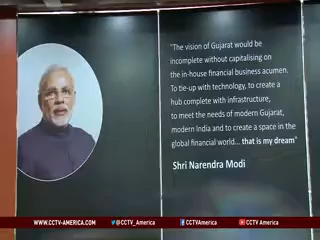 "The vision of Gujarat would be
incomplete without capitalising on
the in-house financial business acumen.
To tie-up with technology, to create a
hub complete with infrastructure,
to meet the needs of modern Gujarat,
modern India and to create a space in the
global financial world... that is my dream"
Shri Narendra Modi
WWW.CCTV-AMERICA.COM CCTV_America CCTV-AMERICA.COM CCTV_America